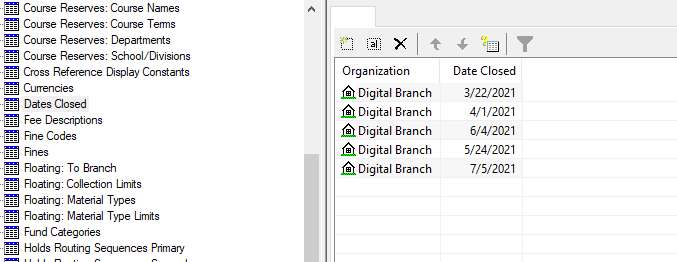 Course Reserves: Course Names
Course Reserves: Course Terms
Course Reserves: Departments
Course Reserves: School/Divisions
Cross Reference Display Constants
Currencies
Dates Closed
Fee Descriptions
Fine Codes
Fines
Floating: To Branch
Floating: Collection Limits
Floating: Material Types
Floating: Material Type Limits
Fund Categories
Holds Routing Sequences Primary
a
Organization Date Closed
Digital Branch 3/22/2021
Digital Branch 4/1/2021
Digital Branch 6/4/2021
Digital Branch 5/24/2021
Digital Branch 7/5/2021